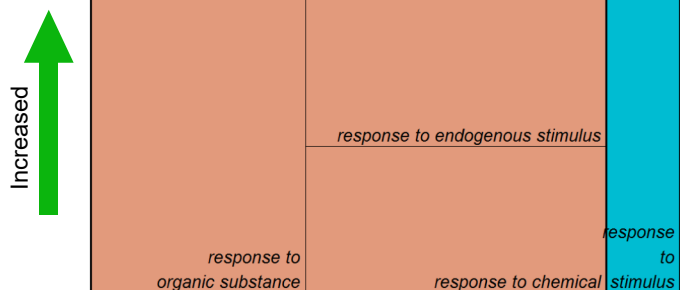 Increased
response to endogenous stimulus
response to
organic substance
response to chemical
response
to
stimulus